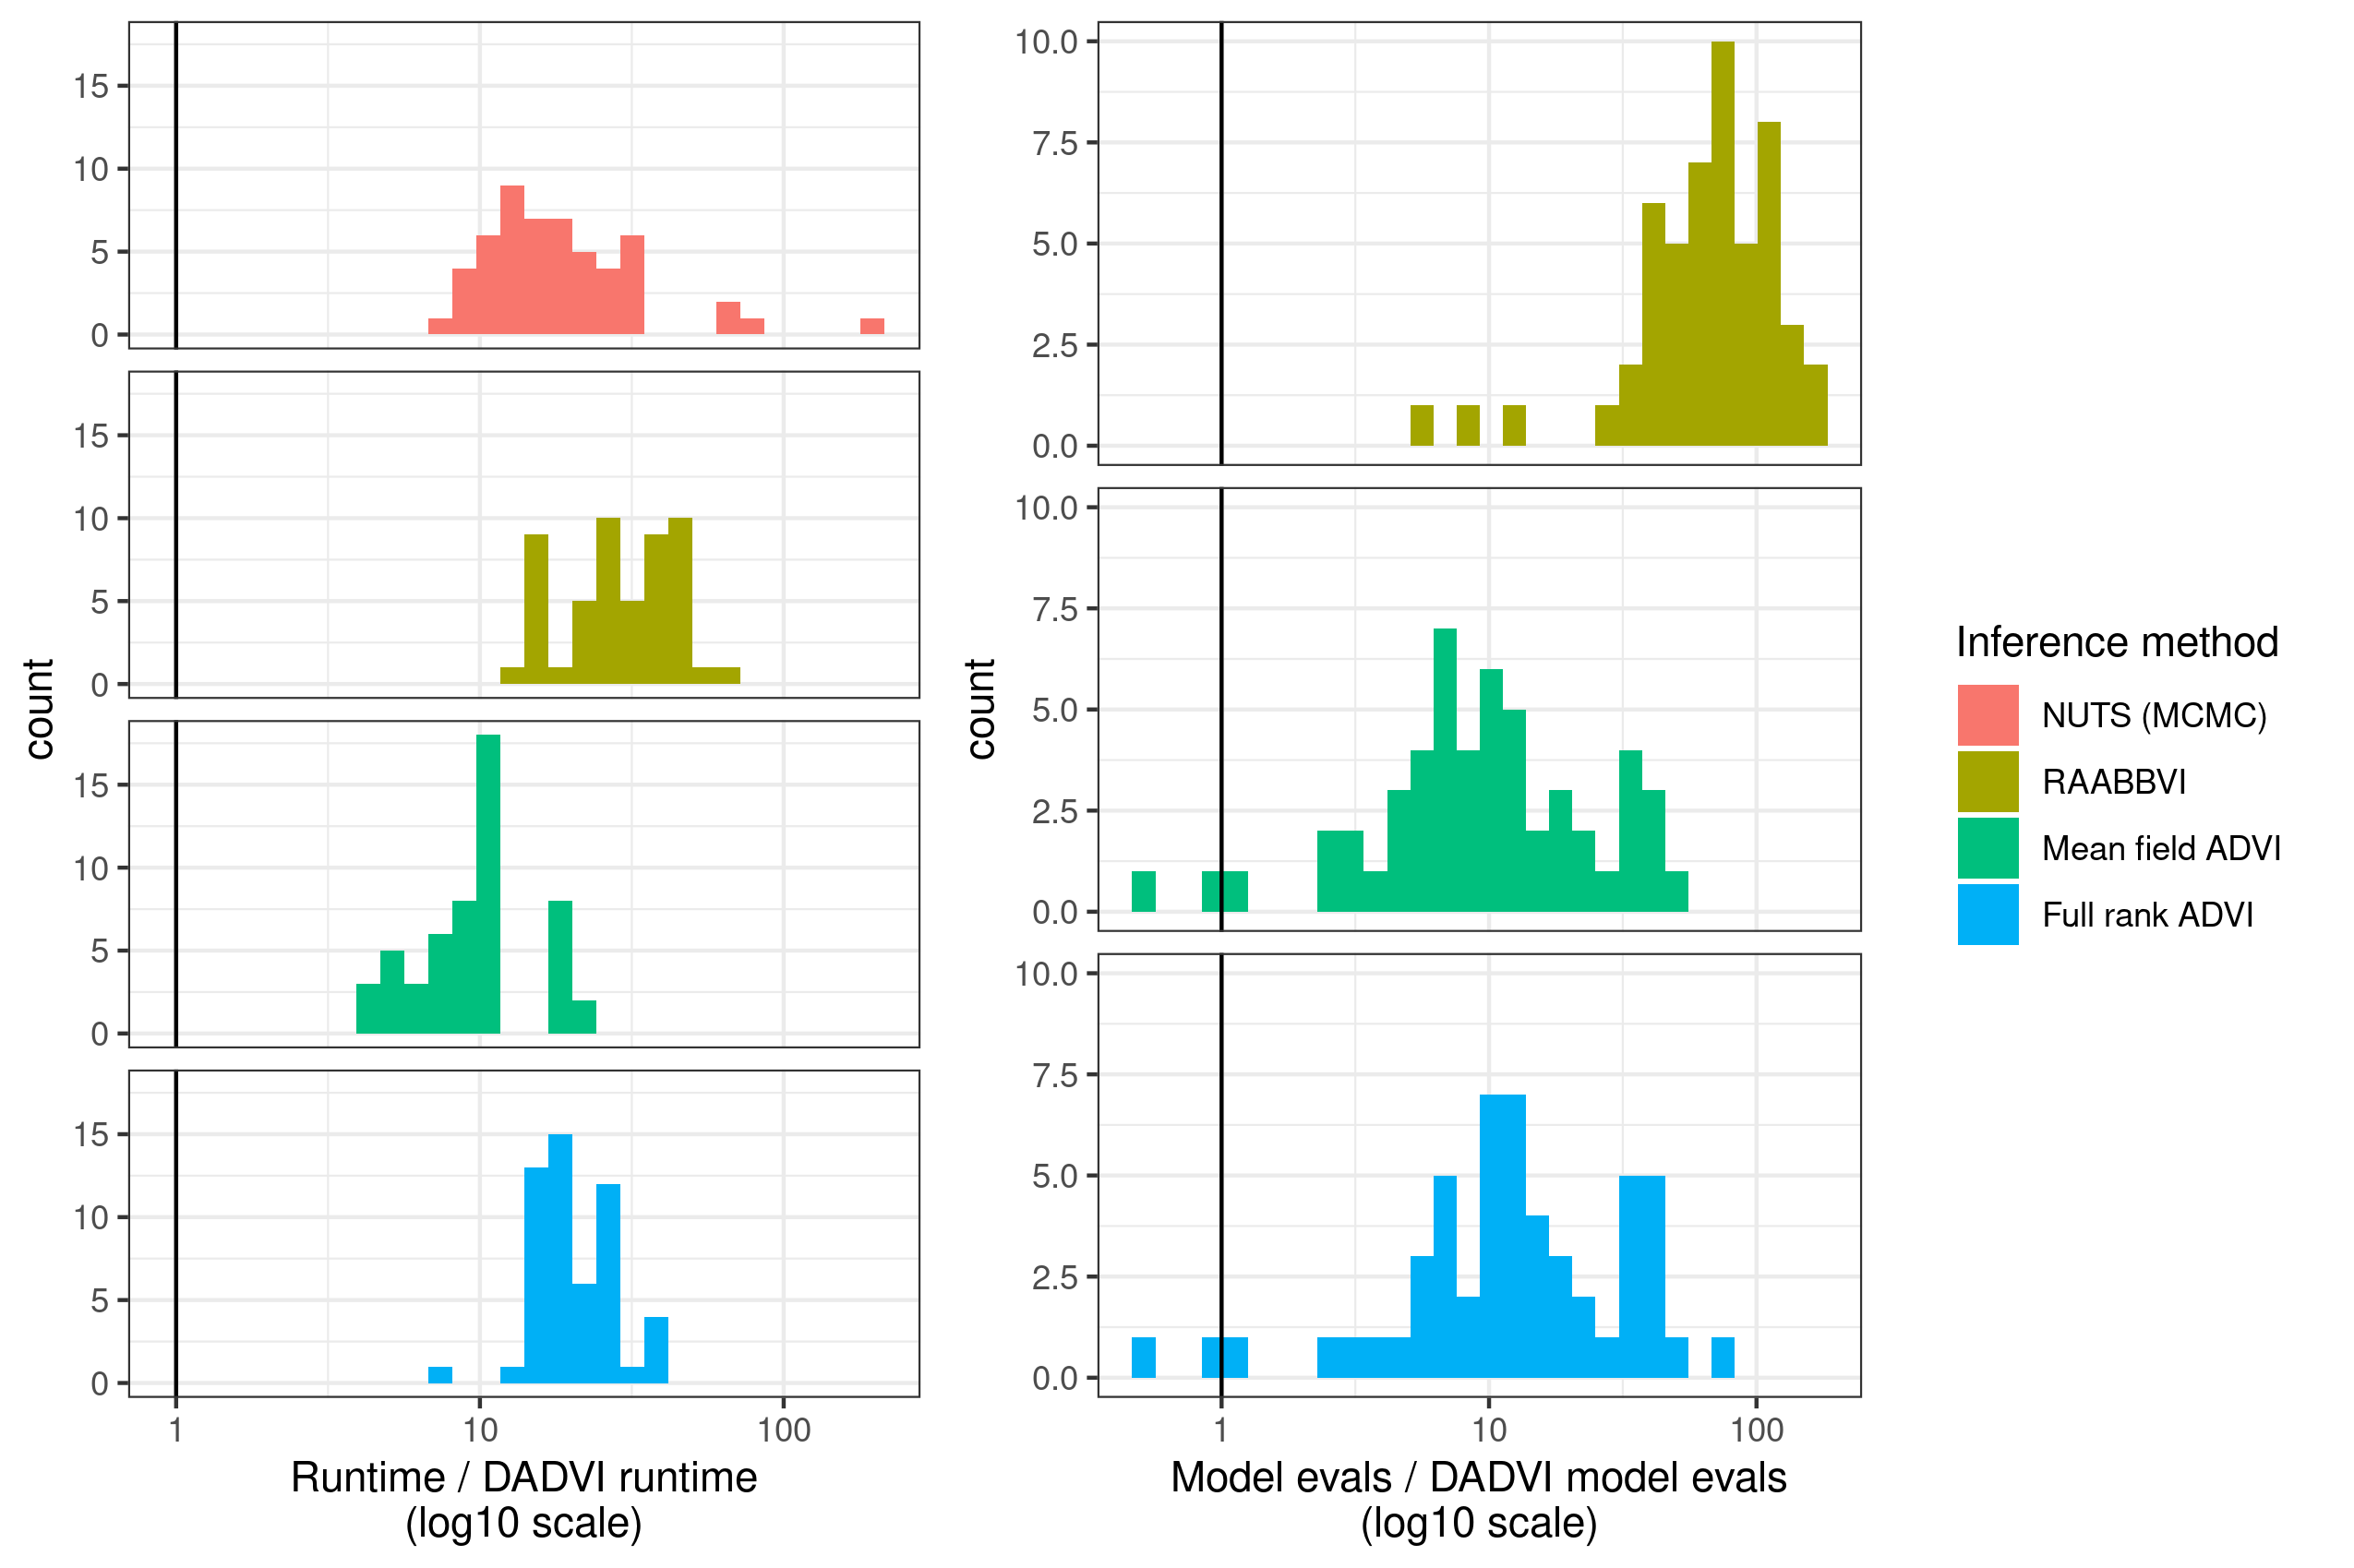 count
15
10
5
0
15
10
5
0
15
10
5
0
15
10
5
0
1 10 100
Runtime / DADVI runtime
(log10 scale)
count
10.0
7.5
5.0
2.5
0.0
10.0
7.5
5.0
2.5
0.0
10.0
7.5
5.0
2.5
0.0
1 10 100
Model evals / DADVI model evals
(log10 scale)
Inference method
NUTS (MCMC)
RAABBVI
Mean field ADVI
Full rank ADVI